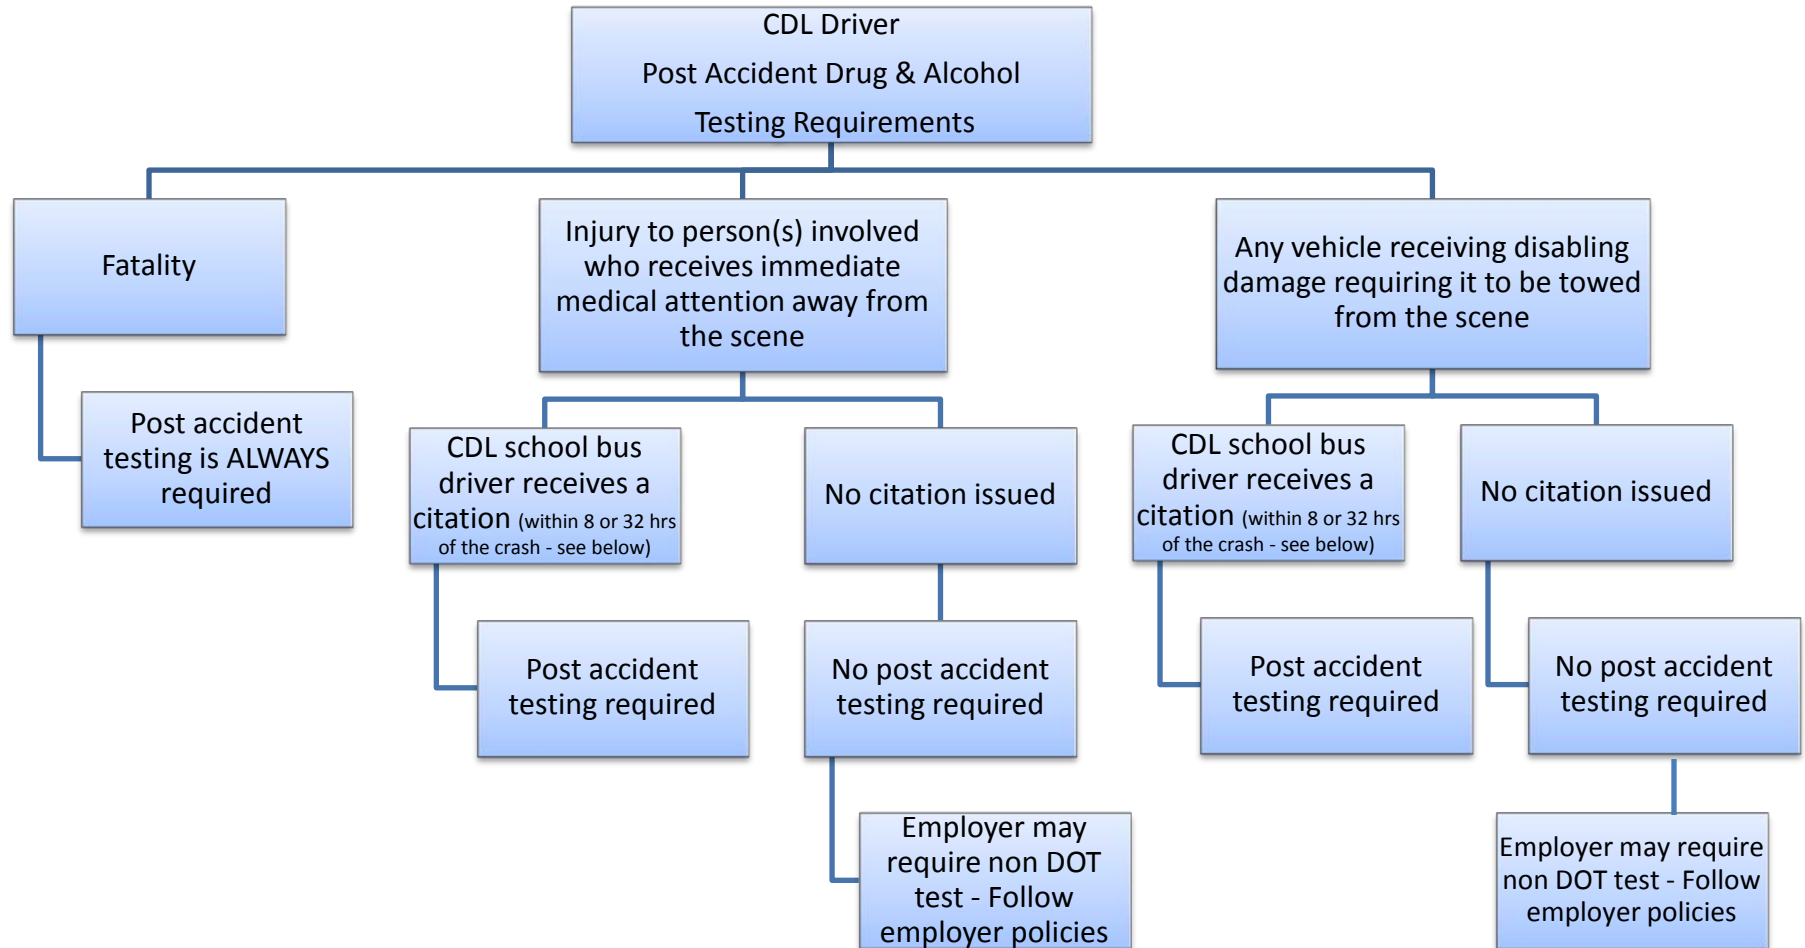 CDL Driver
Post Accident Drug & Alcohol
Testing Requirements
Fatality
Post accident
testing is ALWAYS
required
Injury to person(s) involved
who receives immediate
medical attention away from
the scene
CDL school bus
driver receives a
citation (within 8 or 32 hrs
of the crash - see below)
Post accident
testing required
No citation issued
No post accident
testing required
Employer may
require non DOT
test - Follow
employer policies
Any vehicle receiving disabling
damage requiring it to be towed
from the scene
CDL school bus
driver receives a
citation (within 8 or 32 hrs
of the crash - see below)
Post accident
testing required
No citation issued
No post accident
testing required
Employer may require
non DOT test - Follow
employer policies